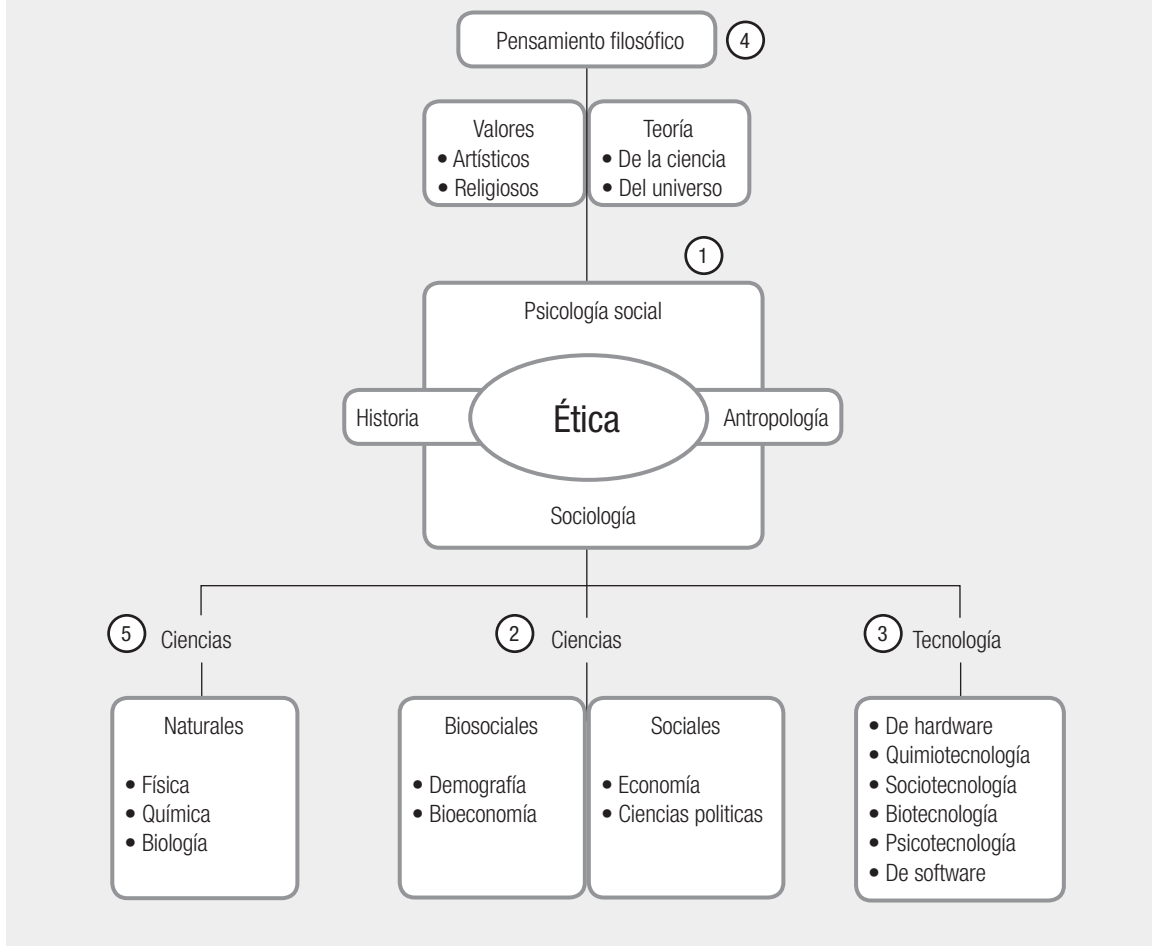 Pensamiento filosófico
4
Valores
• Artísticos
• Religiosos
Teoría
• De la ciencia
• Del universo
1
Psicología social
Historia
Ética
Antropología
Sociología
5 Ciencias
Naturales
• Física
• Química
• Biología
2 Ciencias
Biosociales
• Demografía
• Bioeconomía
Sociales
• Economía
• Ciencias politicas
3 Tecnología
• De hardware
• Quimiotecnología
• Sociotecnología
• Biotecnología
• Psicotecnología
• De software